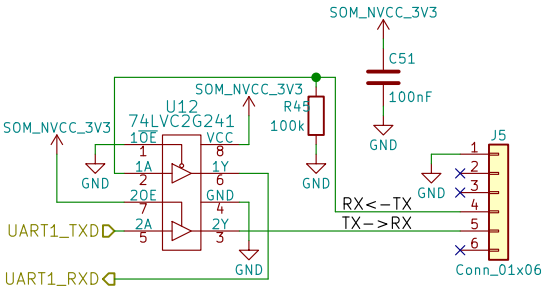 SOM_NVCC_3V3
C51
100nF
GND
SOM_NVCC_3V3
R45
100k
GND
U12
74LVC2G241
SOM_NVCC_3V3
1OE VCC
1 8
GND
1A 1Y
2 6
2OE GND
7 4
2A 2Y
5 3
GND
UART1_TXD
UART1_RXD
J5
1
2
3
4
5
6
GND
RX<-TX
TX->RX
Conn_01x06